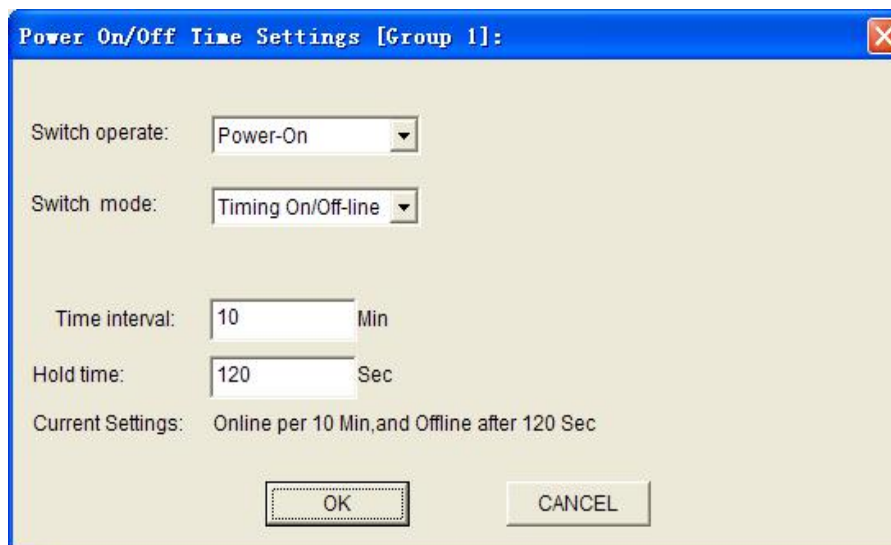 Power On/Off Time Settings [Group 1]:
Switch operate: Power-On
Switch mode: Timing On/Off-line
Time interval: 10 Min
Hold time: 120 Sec
Current Settings: Online per 10 Min,and Offline after 120 Sec
OK CANCEL